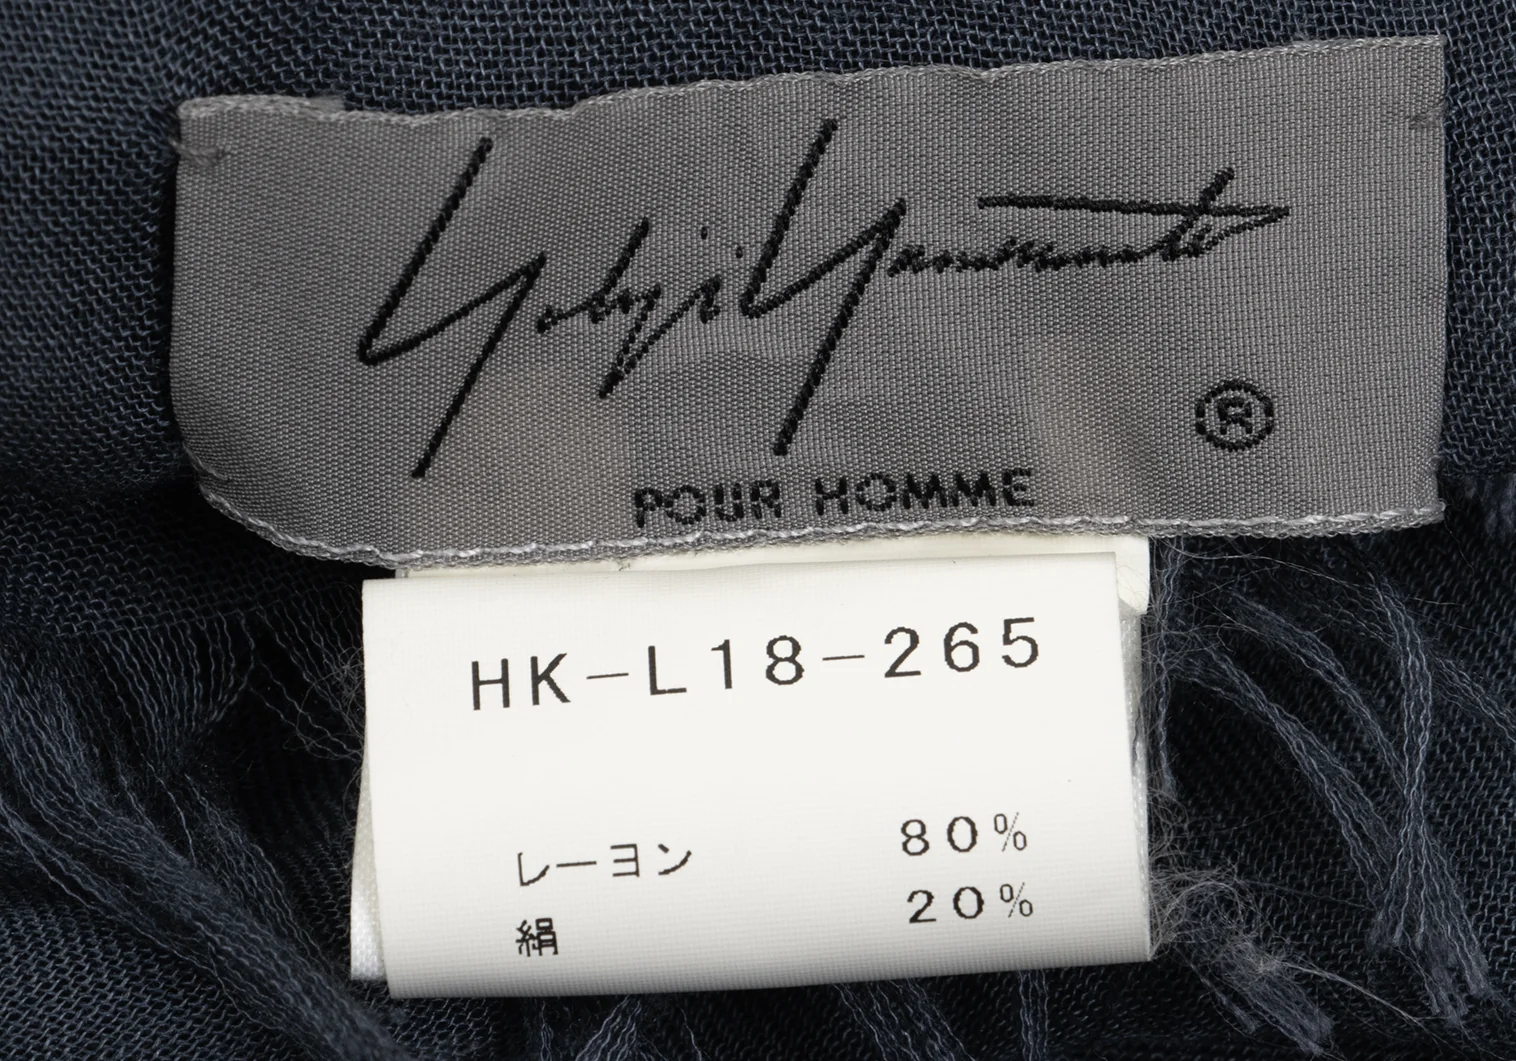 Yohji Yamamoto
®
POUR HOMME
HK-L18-265
レーヨン 80%
絹 20%